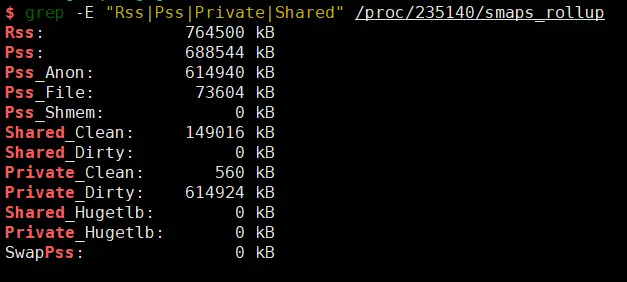 $ grep -E "Rss|Pss|Private|Shared" /proc/235140/smaps_rollup
Rss:              764500 kB
Pss:              688544 kB
Pss_Anon:         614940 kB
Pss_File:          73604 kB
Pss_Shmem:             0 kB
Shared_Clean:     149016 kB
Shared_Dirty:          0 kB
Private_Clean:       560 kB
Private_Dirty:    614924 kB
Shared_Hugetlb:        0 kB
Private_Hugetlb:       0 kB
SwapPss:               0 kB